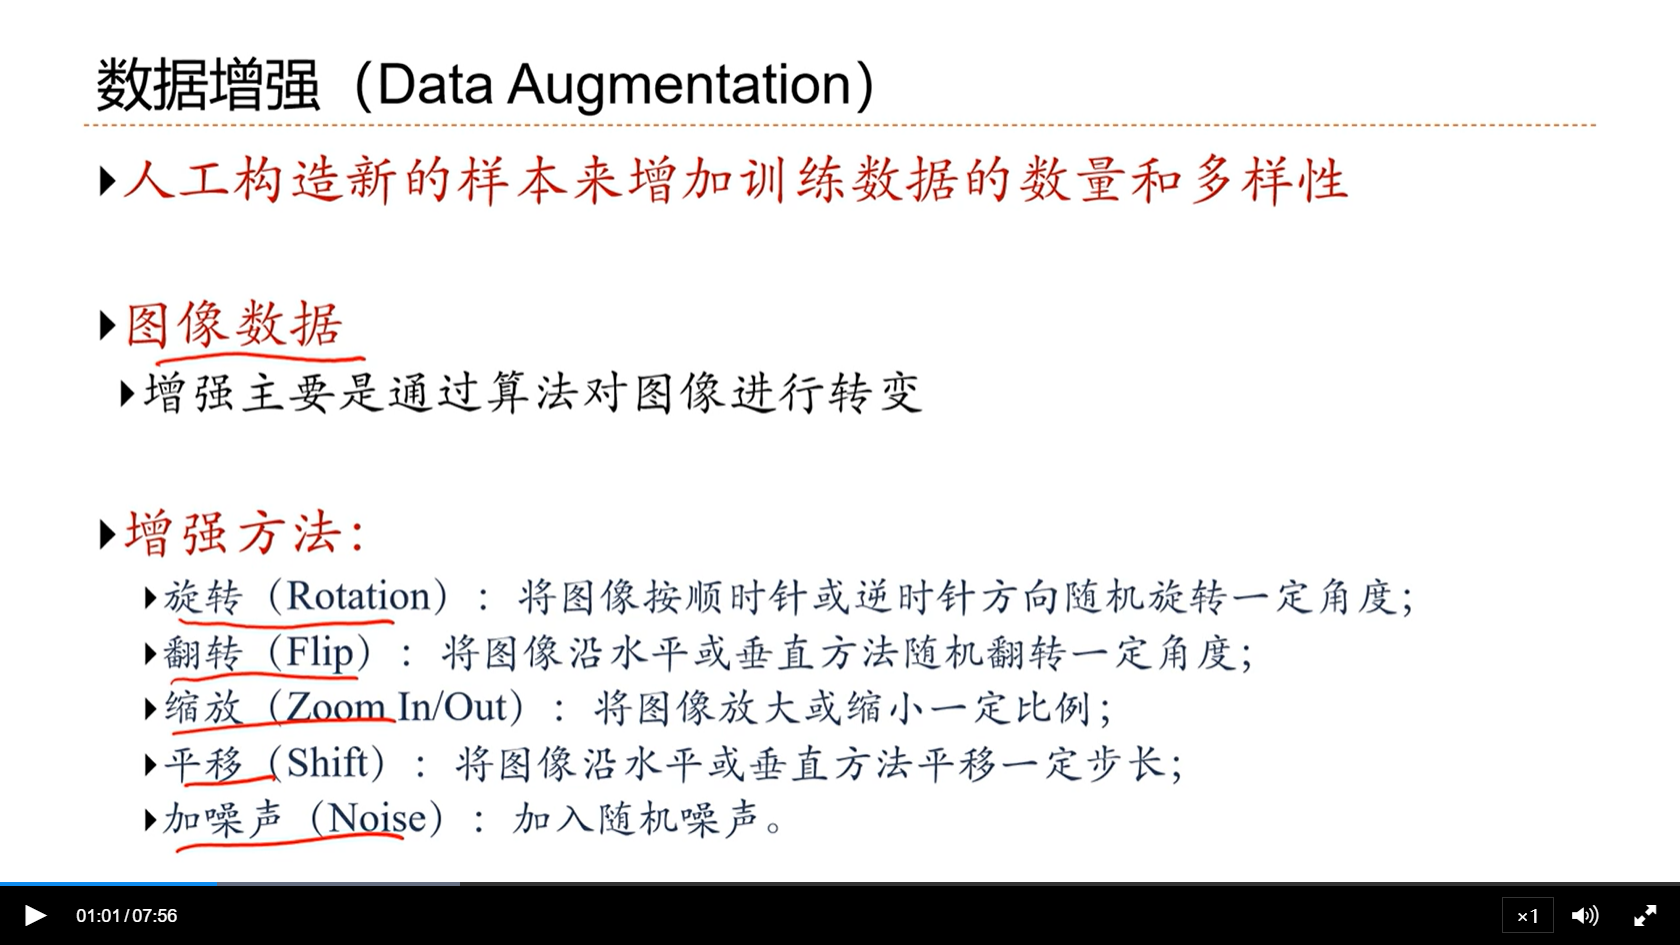 数据增强（Data Augmentation）
人工构造新的样本来增加训练数据的数量和多样性
图像数据
增强主要是通过算法对图像进行转变
增强方法：
旋转（Rotation）：将图像按顺时针或逆时针方向随机旋转一定角度；
翻转（Flip）：将图像沿水平或垂直方法随机翻转一定角度；
缩放（Zoom In/Out）：将图像放大或缩小一定比例；
平移（Shift）：将图像沿水平或垂直方法平移一定步长；
加噪声（Noise）：加入随机噪声。
01:01/07:56 ×1